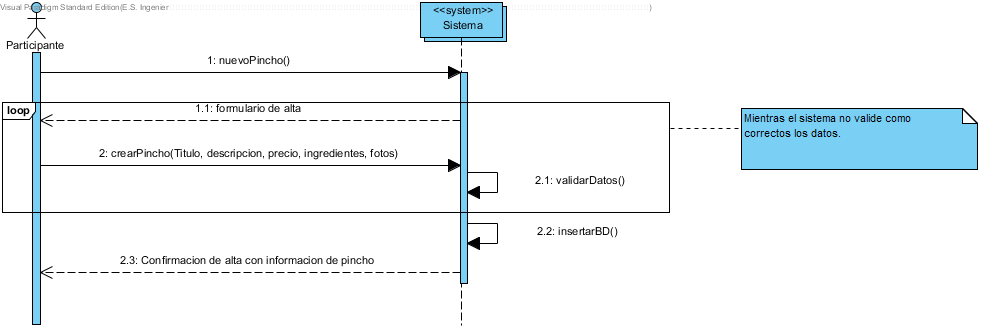 Visual Paradigm Standard Edition(E.S. Ingenier
)
<<system>>
Sistema
Participante
1: nuevoPincho()
loop
1.1: formulario de alta
Mientras el sistema no valide como
correctos los datos.
2: crearPincho(Titulo, descripcion, precio, ingredientes, fotos)
2.1: validarDatos()
2.2: insertarBD()
2.3: Confirmacion de alta con informacion de pincho